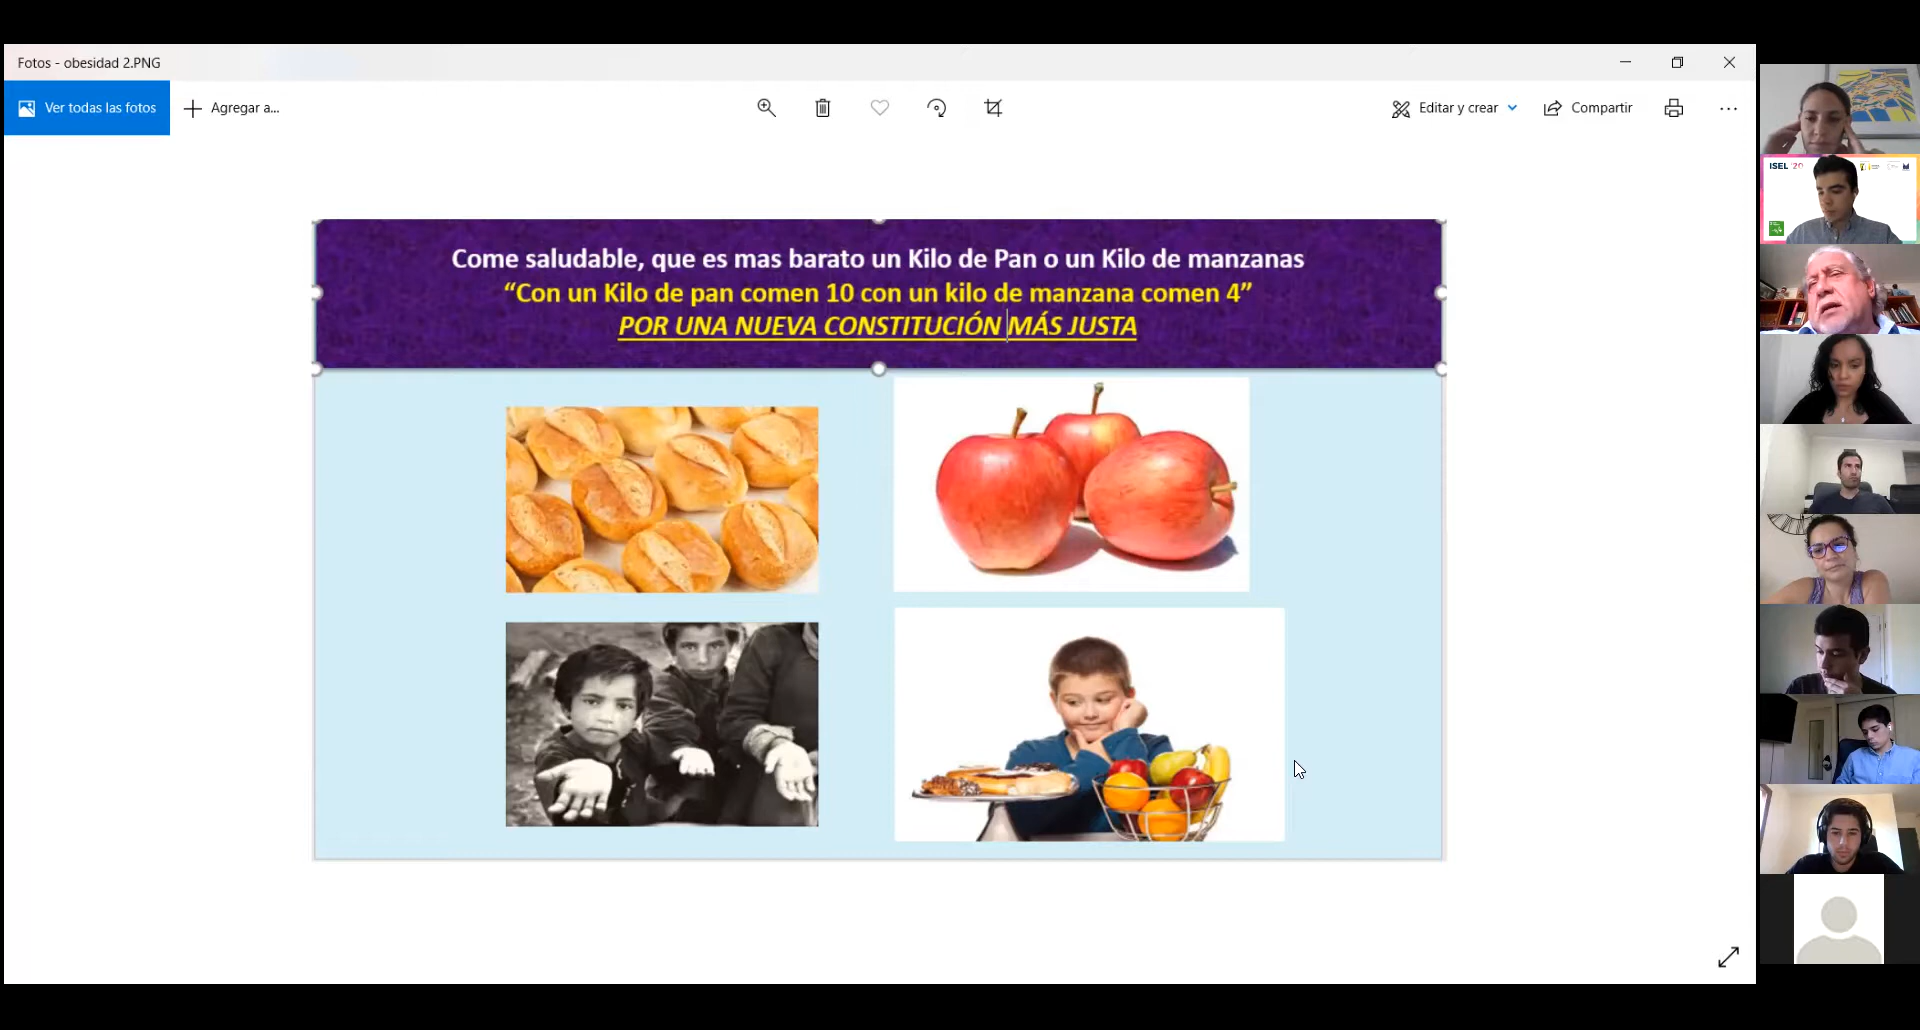 Fotos - obesidad 2.PNG
Ver todas las fotos
Agregar a...
Editar y crear
Compartir
Come saludable, que es mas barato un Kilo de Pan o un Kilo de manzanas
“Con un Kilo de pan comen 10 con un kilo de manzana comen 4”
POR UNA NUEVA CONSTITUCIÓN MÁS JUSTA
ISEL '20